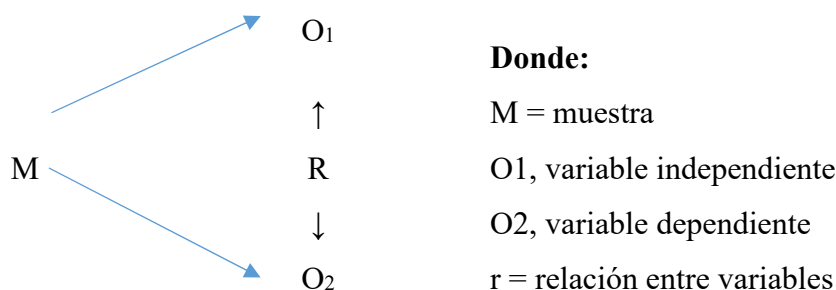 O1
Donde:
↑ M = muestra
M R O1, variable independiente
↓ O2, variable dependiente
O2 r = relación entre variables